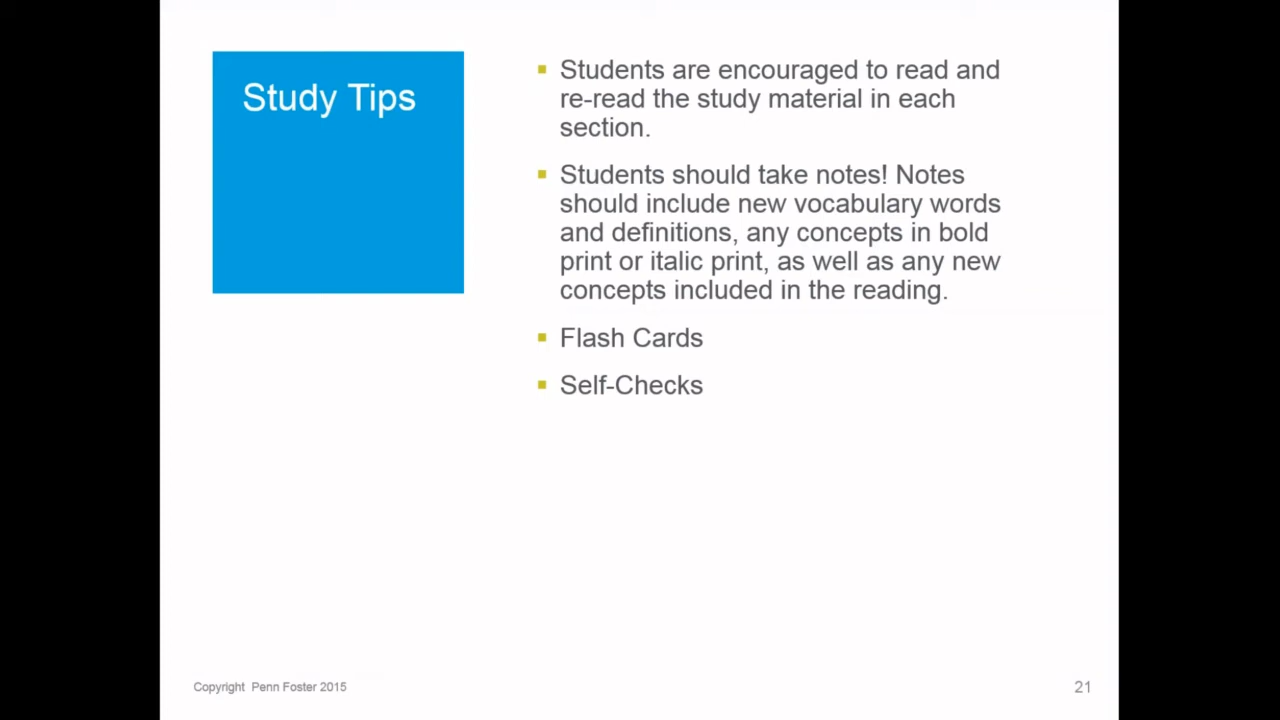 Study Tips
Students are encouraged to read and
re-read the study material in each
section.
Students should take notes! Notes
should include new vocabulary words
and definitions, any concepts in bold
print or italic print, as well as any new
concepts included in the reading.
Flash Cards
Self-Checks
Copyright Penn Foster 2015
21